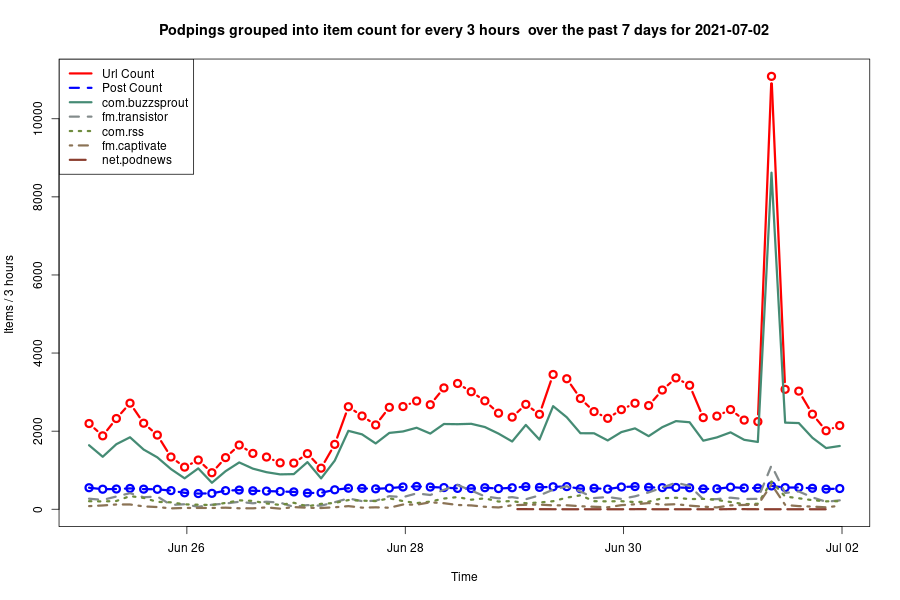 Podpings grouped into item count for every 3 hours  over the past 7 days for 2021-07-02
Url Count
Post Count
com.buzzsprout
fm.transistor
com.rss
fm.captivate
net.podnews
Items / 3 hours
10000
8000
6000
4000
2000
0
Jun 26
Jun 28
Jun 30
Jul 02
Time